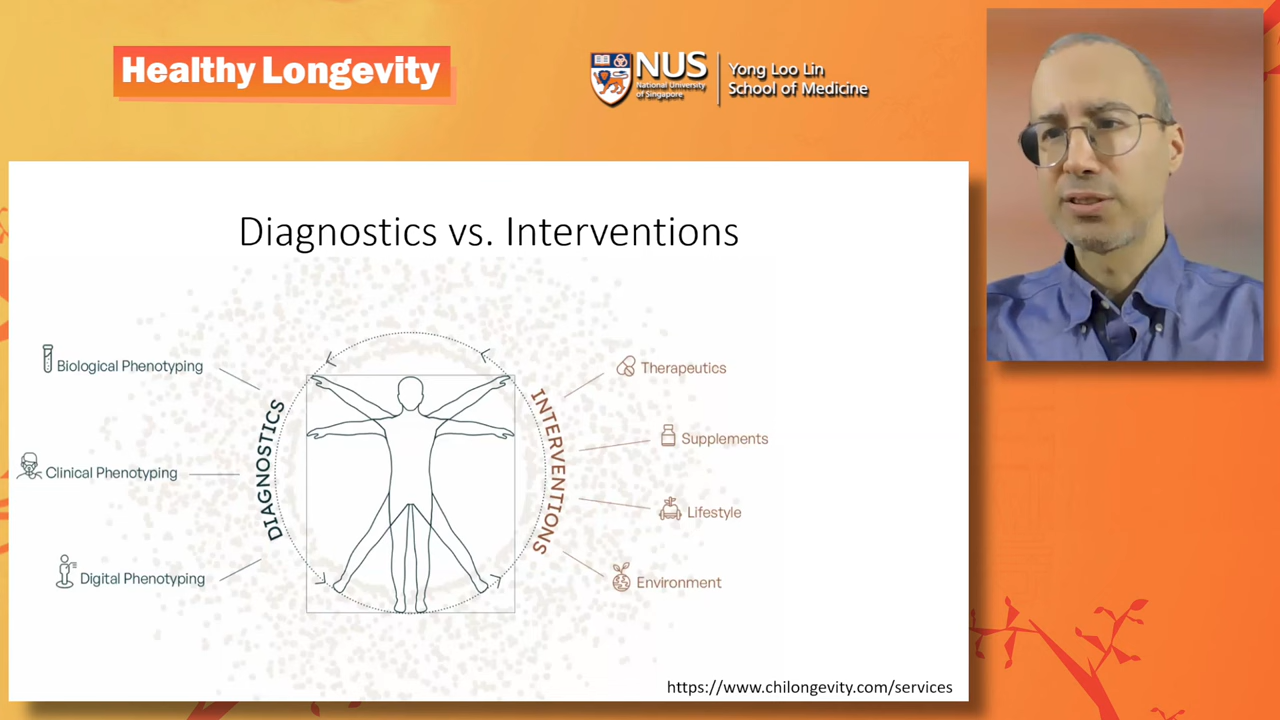 Healthy Longevity
NUS
National University
of Singapore
Yong Loo Lin
School of Medicine
Diagnostics vs. Interventions
Biological Phenotyping
Clinical Phenotyping
Digital Phenotyping
DIAGNOSTICS
INTERVENTIONS
Therapeutics
Supplements
Lifestyle
Environment
https://www.chilongevity.com/services